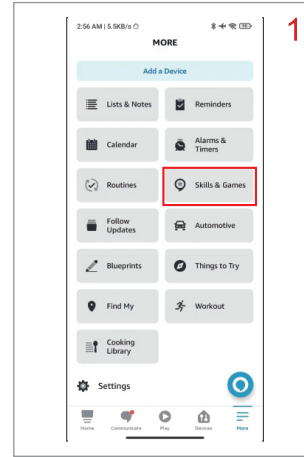 2:56 AM | 5.5KB/s
1
MORE
Add a Device
Lists & Notes
Reminders
Calendar
Alarms &
Timers
Routines
Skills & Games
Follow
Updates
Automotive
Blueprints
Things to Try
Find My
Workout
Cooking
Library
Settings
Home
Communicate
Play
Devices
More